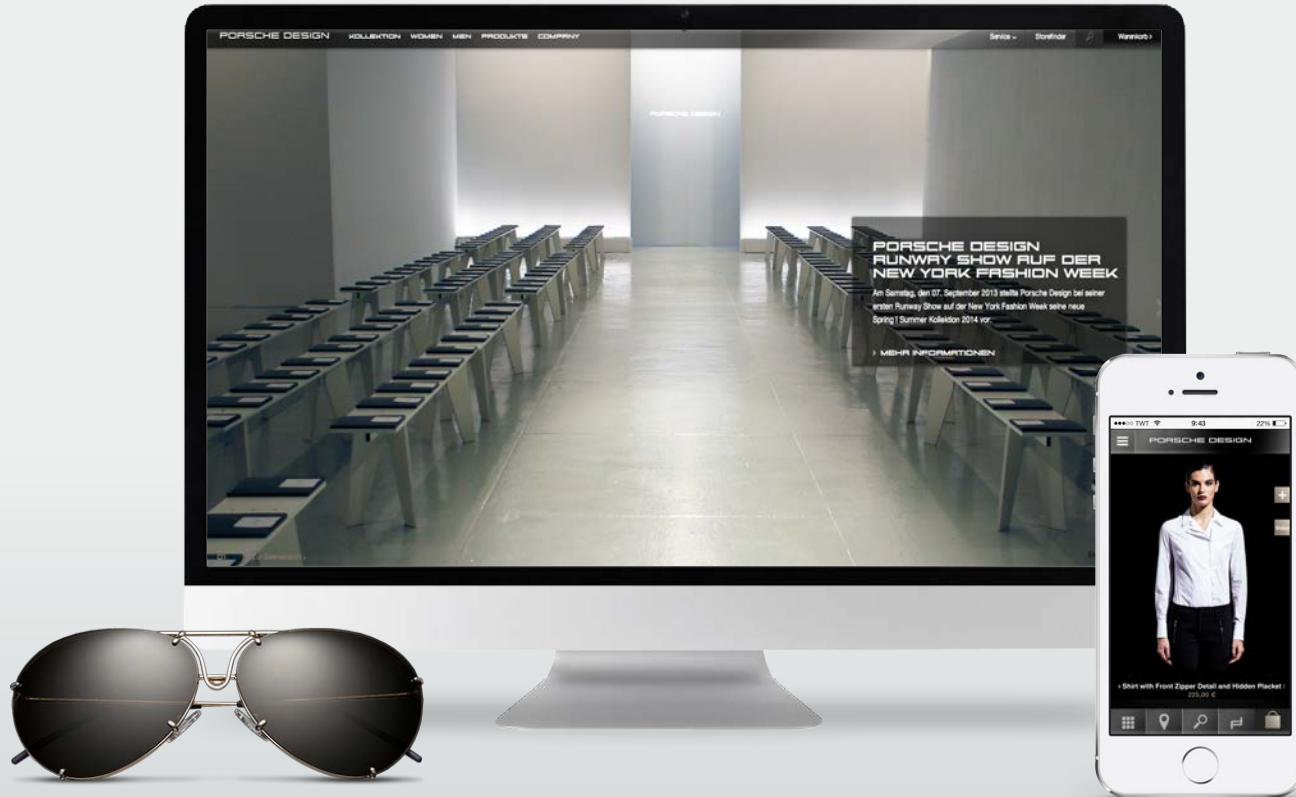 PORSCHE DESIGN KOLLEKTION WOMEN MEN PRODUKTE COMPANY Service Storefinder Warenkorb ›
PORSCHE DESIGN
PORSCHE DESIGN
RUNWAY SHOW AUF DER
NEW YORK FASHION WEEK
Am Samstag, den 07. September 2013 stellte Porsche Design bei seiner
ersten Runway Show auf der New York Fashion Week seine neue
Spring | Summer Kollektion 2014 vor.
› MEHR INFORMATIONEN
TWT 9:43 22%
PORSCHE DESIGN
› Shirt with Front Zipper Detail and Hidden Placket
225,00 €